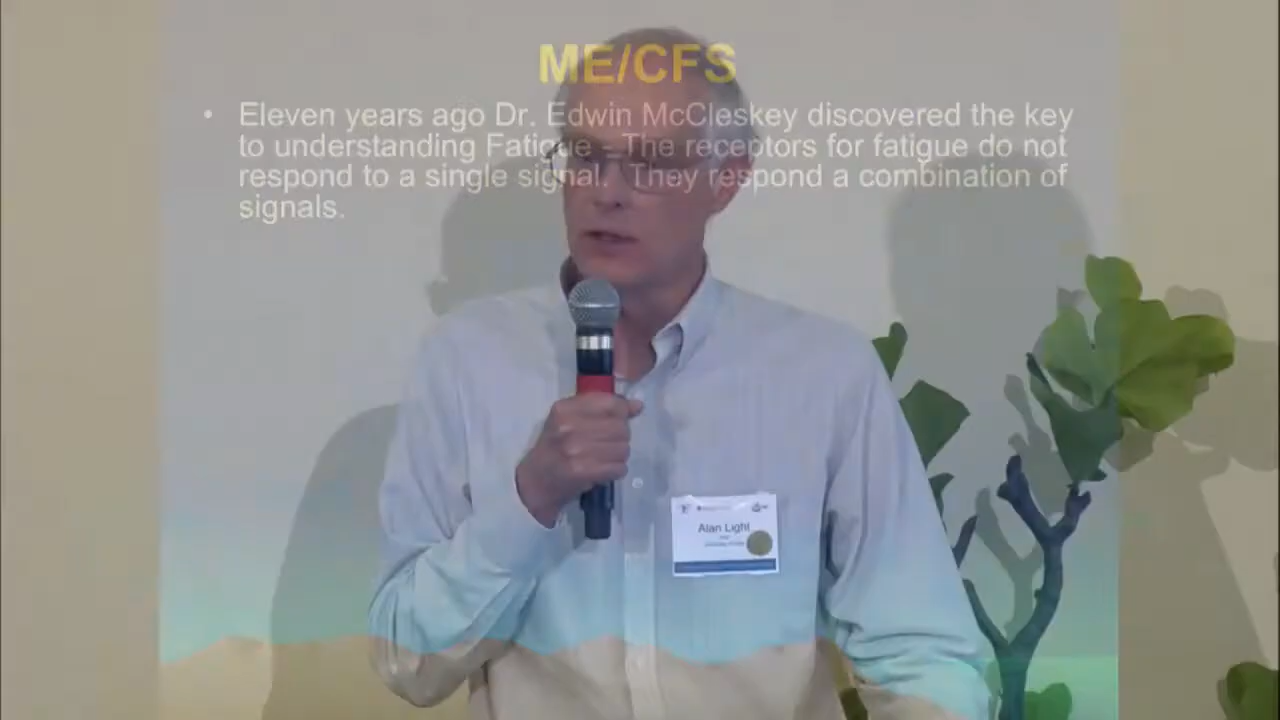 ME/CFS
• Eleven years ago Dr. Edwin McCleskey discovered the key
to understanding Fatigue. The receptors for fatigue do not
respond to a single signal. They respond a combination of
signals.
Alan Light